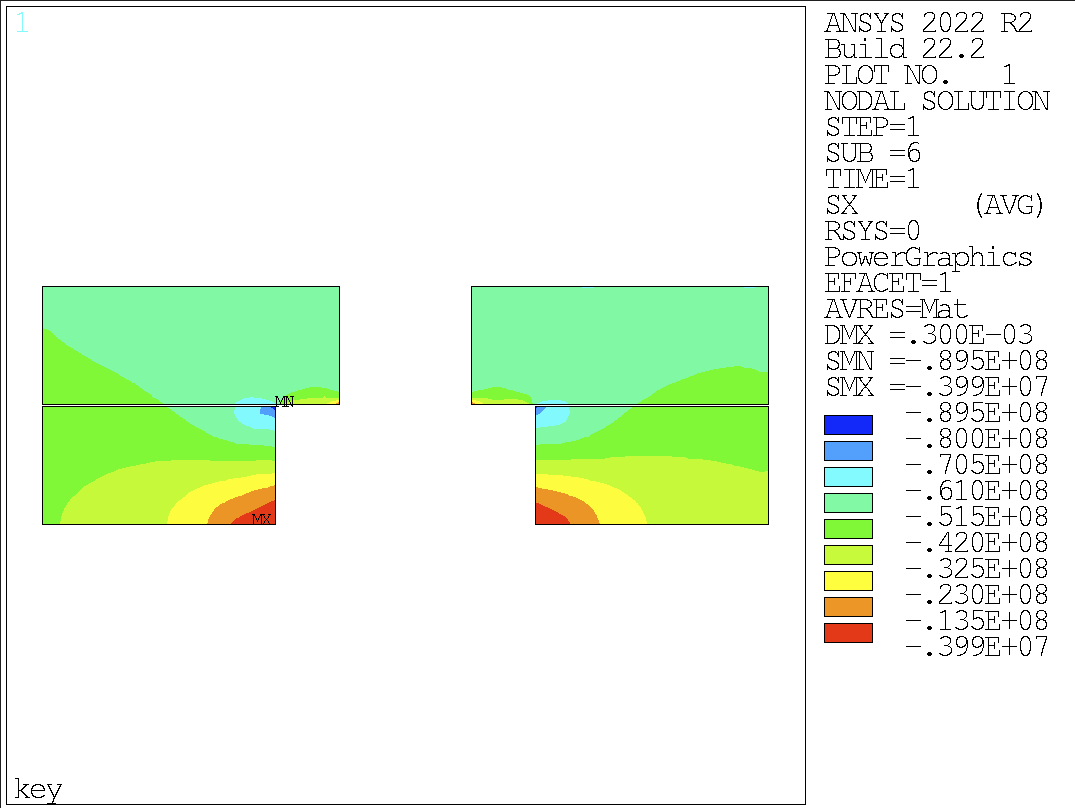 1
ANSYS 2022 R2
Build 22.2
PLOT NO.   1
NODAL SOLUTION
STEP=1
SUB =6
TIME=1
SX       (AVG)
RSYS=0
PowerGraphics
EFACET=1
AVRES=Mat
DMX =.300E-03
SMN =-.895E+08
SMX =-.399E+07
-.895E+08
-.800E+08
-.705E+08
-.610E+08
-.515E+08
-.420E+08
-.325E+08
-.230E+08
-.135E+08
-.399E+07
MN
MX
key